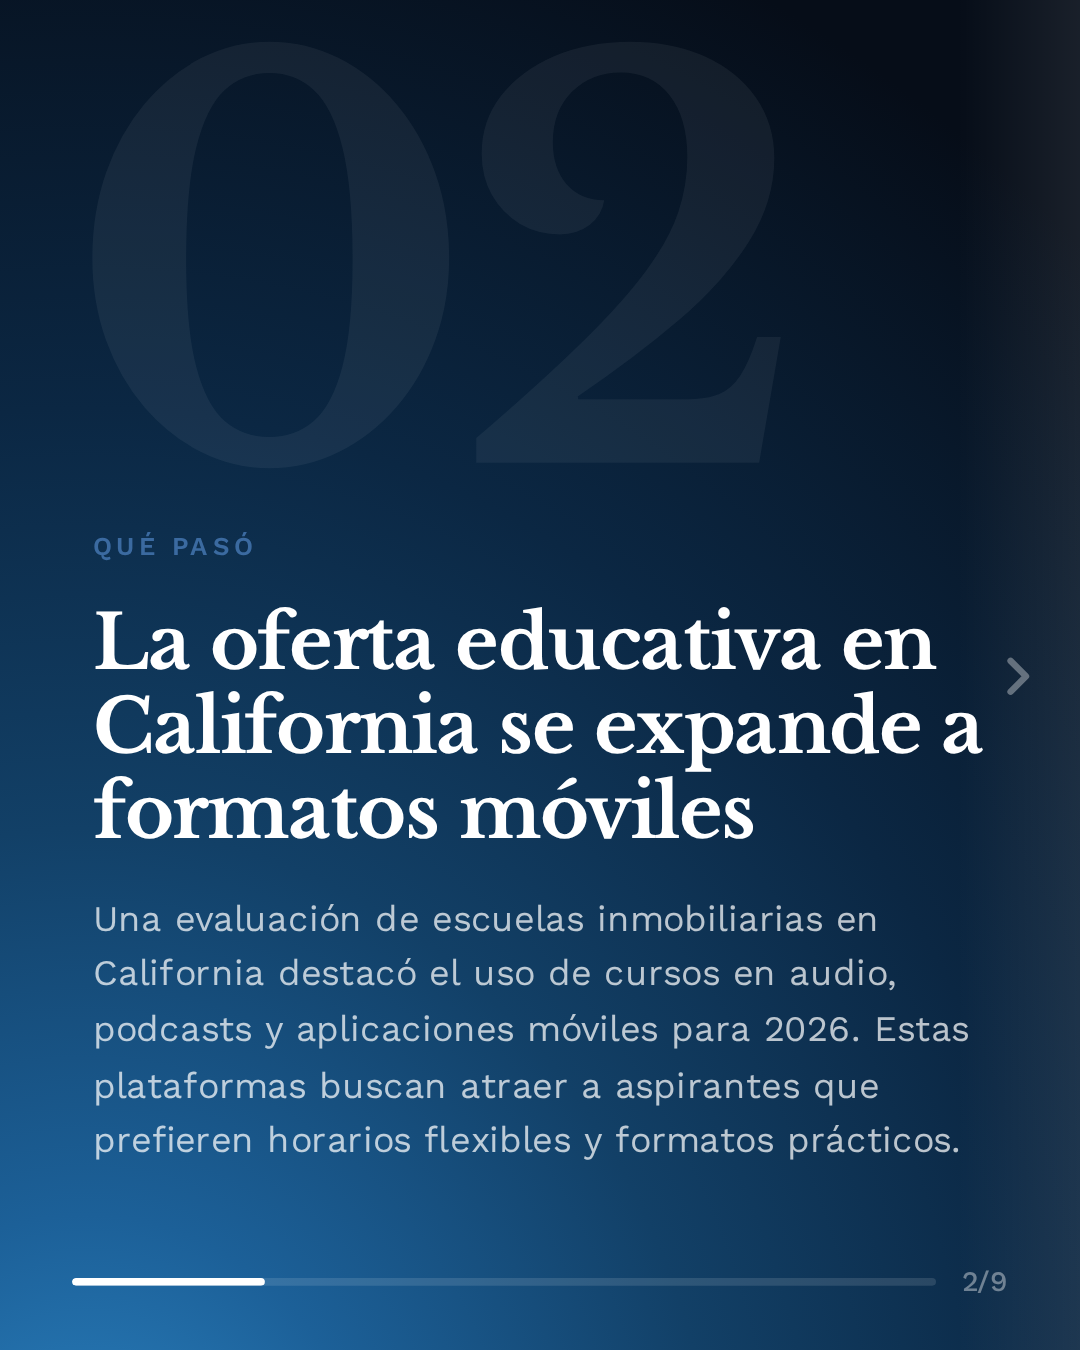 02
QUÉ PASÓ
La oferta educativa en
California se expande a
formatos móviles
Una evaluación de escuelas inmobiliarias en
California destacó el uso de cursos en audio,
podcasts y aplicaciones móviles para 2026. Estas
plataformas buscan atraer a aspirantes que
prefieren horarios flexibles y formatos prácticos.
2/9